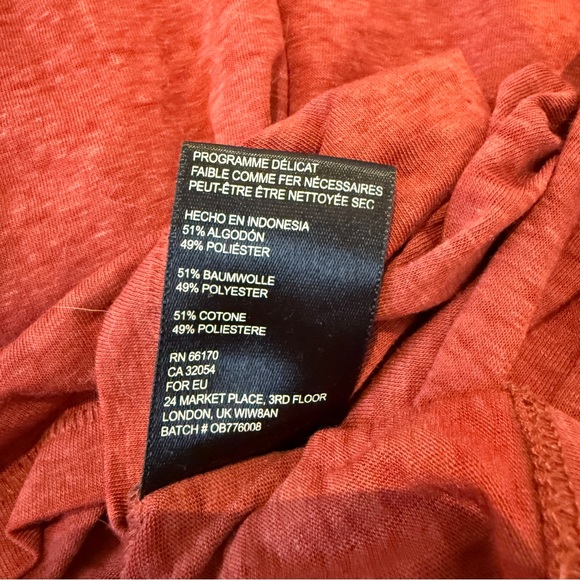 PROGRAMME DÉLICAT
FAIBLE COMME FER NÉCESSAIRES
PEUT-ÊTRE ÊTRE NETTOYÉE SEC
HECHO EN INDONESIA
51% ALGODÓN
49% POLIÉSTER
51% BAUMWOLLE
49% POLYESTER
51% COTONE
49% POLIESTERE
RN 66170
CA 32054
FOR EU
24 MARKET PLACE, 3RD FLOOR
LONDON, UK WIW8AN
BATCH # OB776008